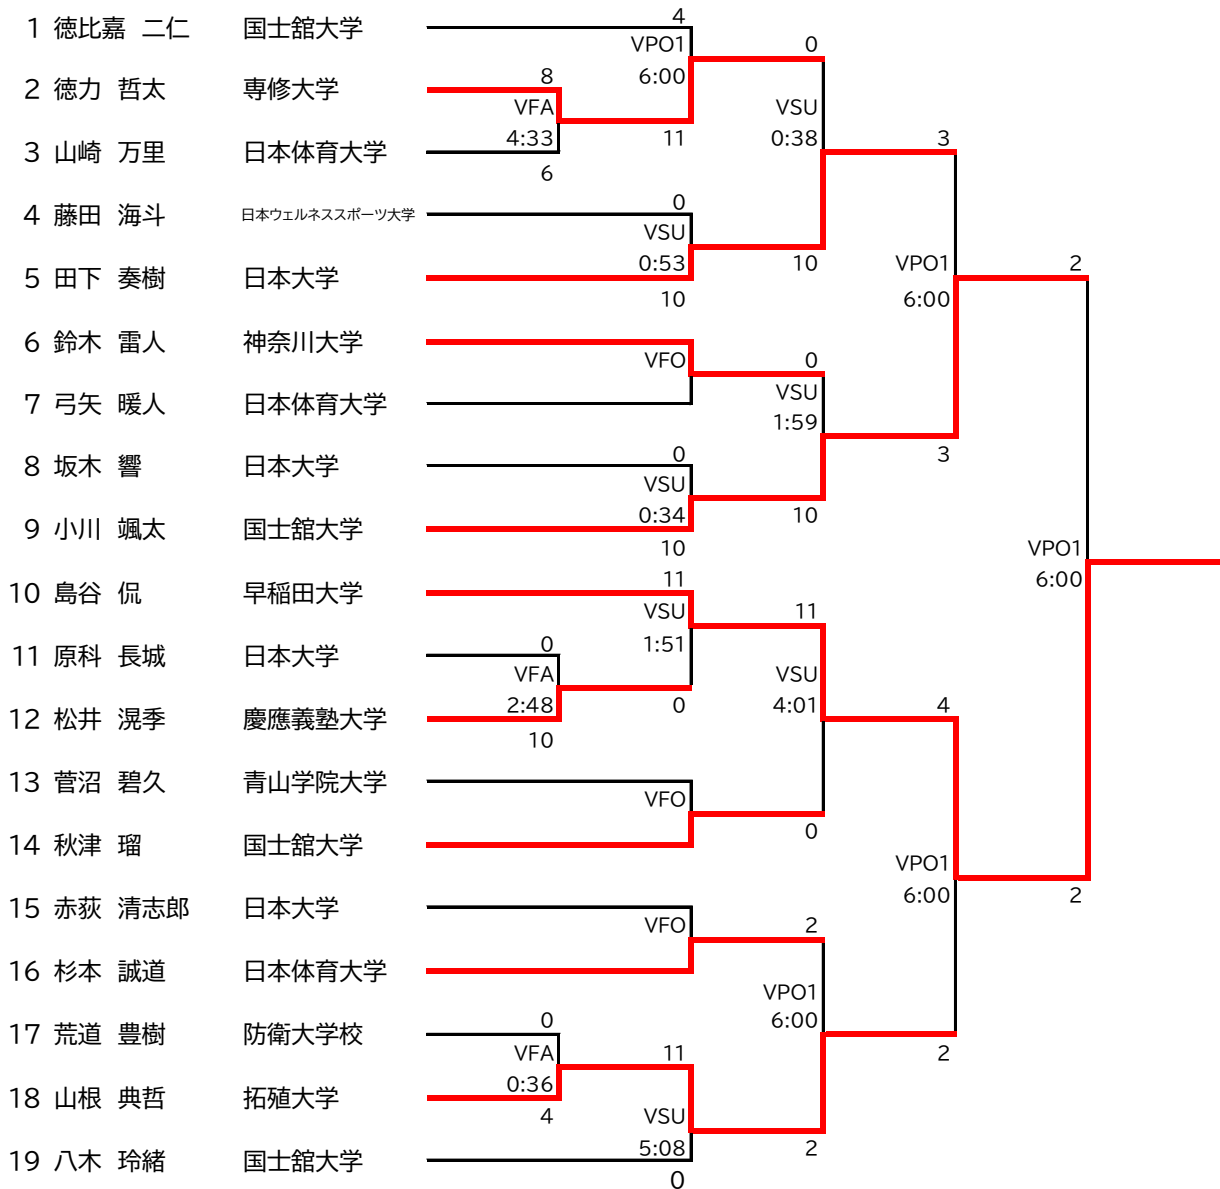 1 徳比嘉 二仁 国士舘大学
2 徳力 哲太 専修大学
3 山崎 万里 日本体育大学
4 藤田 海斗 日本ウェルネススポーツ大学
5 田下 奏樹 日本大学
6 鈴木 雷人 神奈川大学
7 弓矢 暖人 日本体育大学
8 坂木 響 日本大学
9 小川 颯太 国士舘大学
10 島谷 侃 早稲田大学
11 原科 長城 日本大学
12 松井 滉季 慶應義塾大学
13 菅沼 碧久 青山学院大学
14 秋津 瑠 国士舘大学
15 赤荻 清志郎 日本大学
16 杉本 誠道 日本体育大学
17 荒道 豊樹 防衛大学校
18 山根 典哲 拓殖大学
19 八木 玲緒 国士舘大学
8
VFA
4:33
6
0
VFA
2:48
10
0
VFA
0:36
4
4
VPO1
6:00
11
0
VSU
0:53
10
VFO
0
VSU
0:34
10
11
VSU
1:51
0
VFO
VFO
11
VSU
5:08
0
0
VSU
0:38
10
0
VSU
1:59
10
11
VSU
4:01
0
2
VPO1
6:00
2
3
VPO1
6:00
3
4
VPO1
6:00
2
2
VPO1
6:00
2